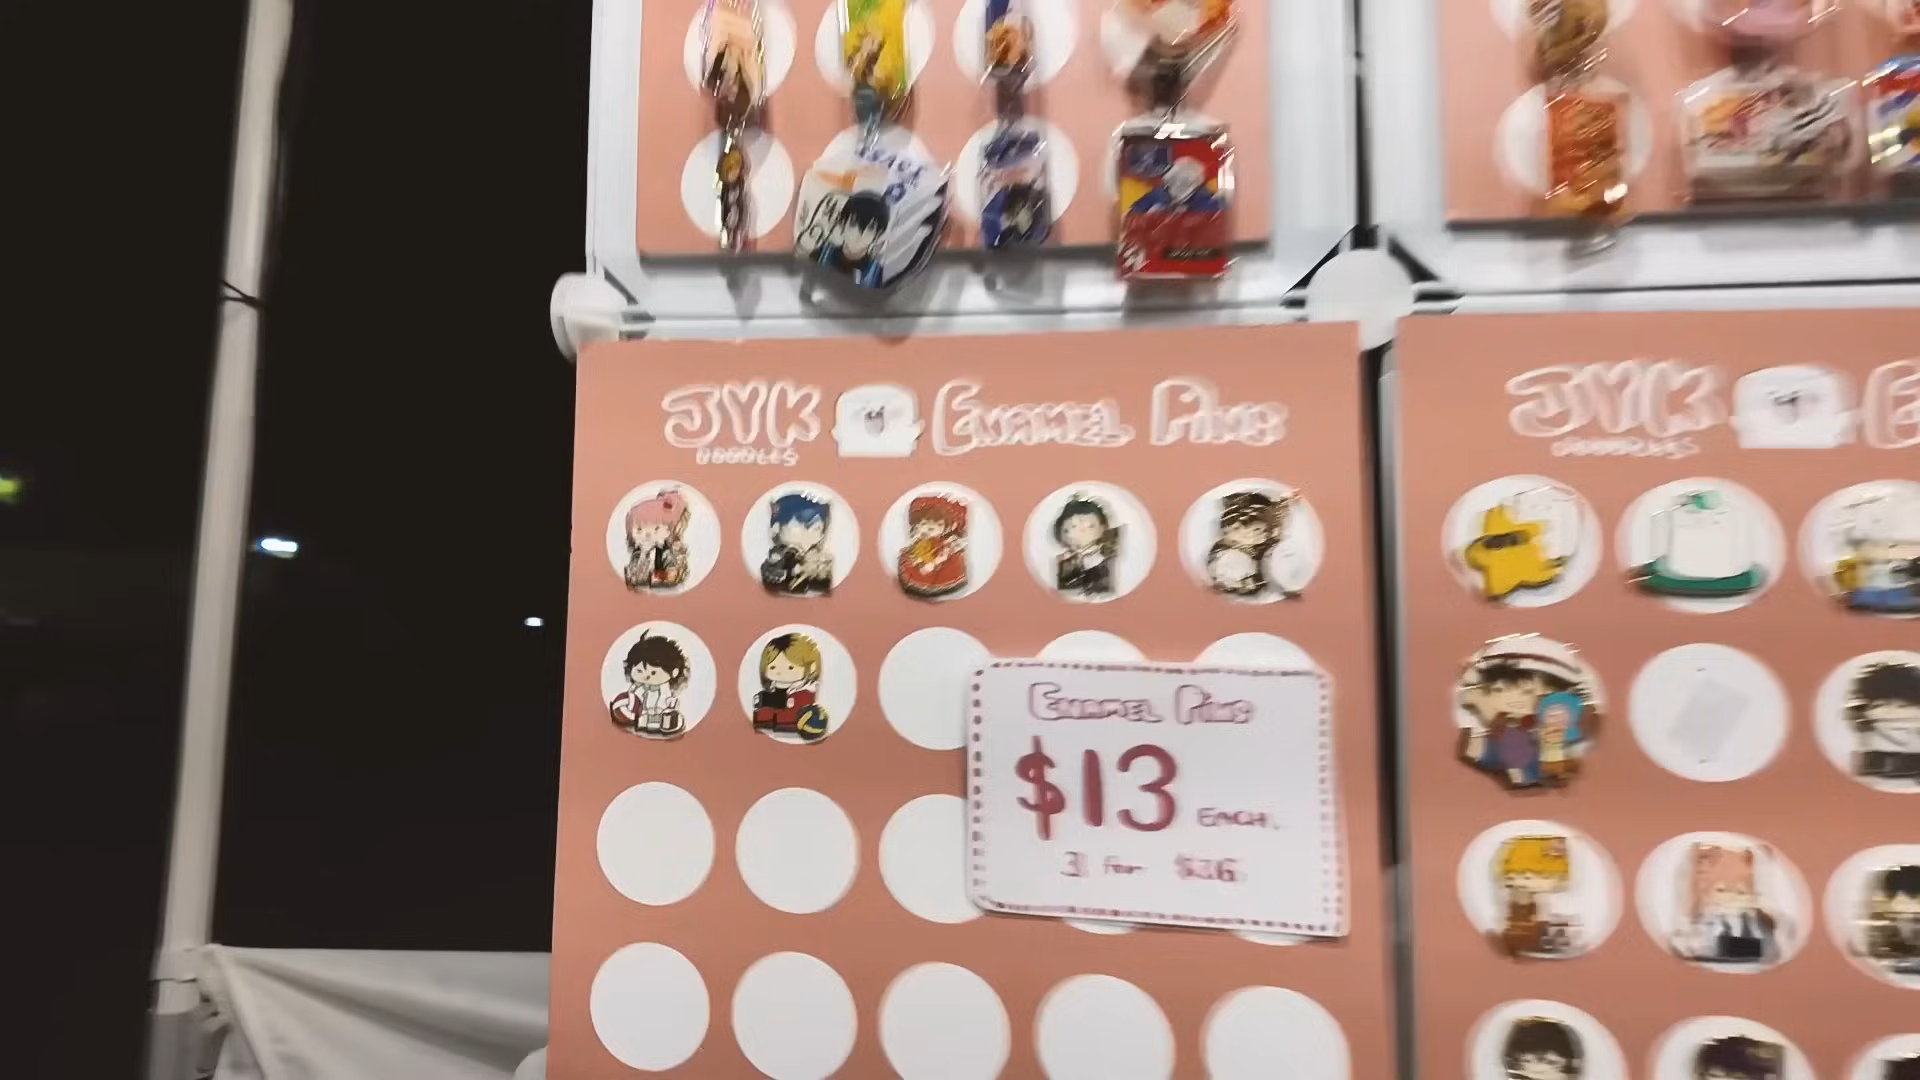 JYK ENAMEL PINS
DOODLES
JYK
DOODLES
ENAMEL PINS
$13 EACH.
3 for $36